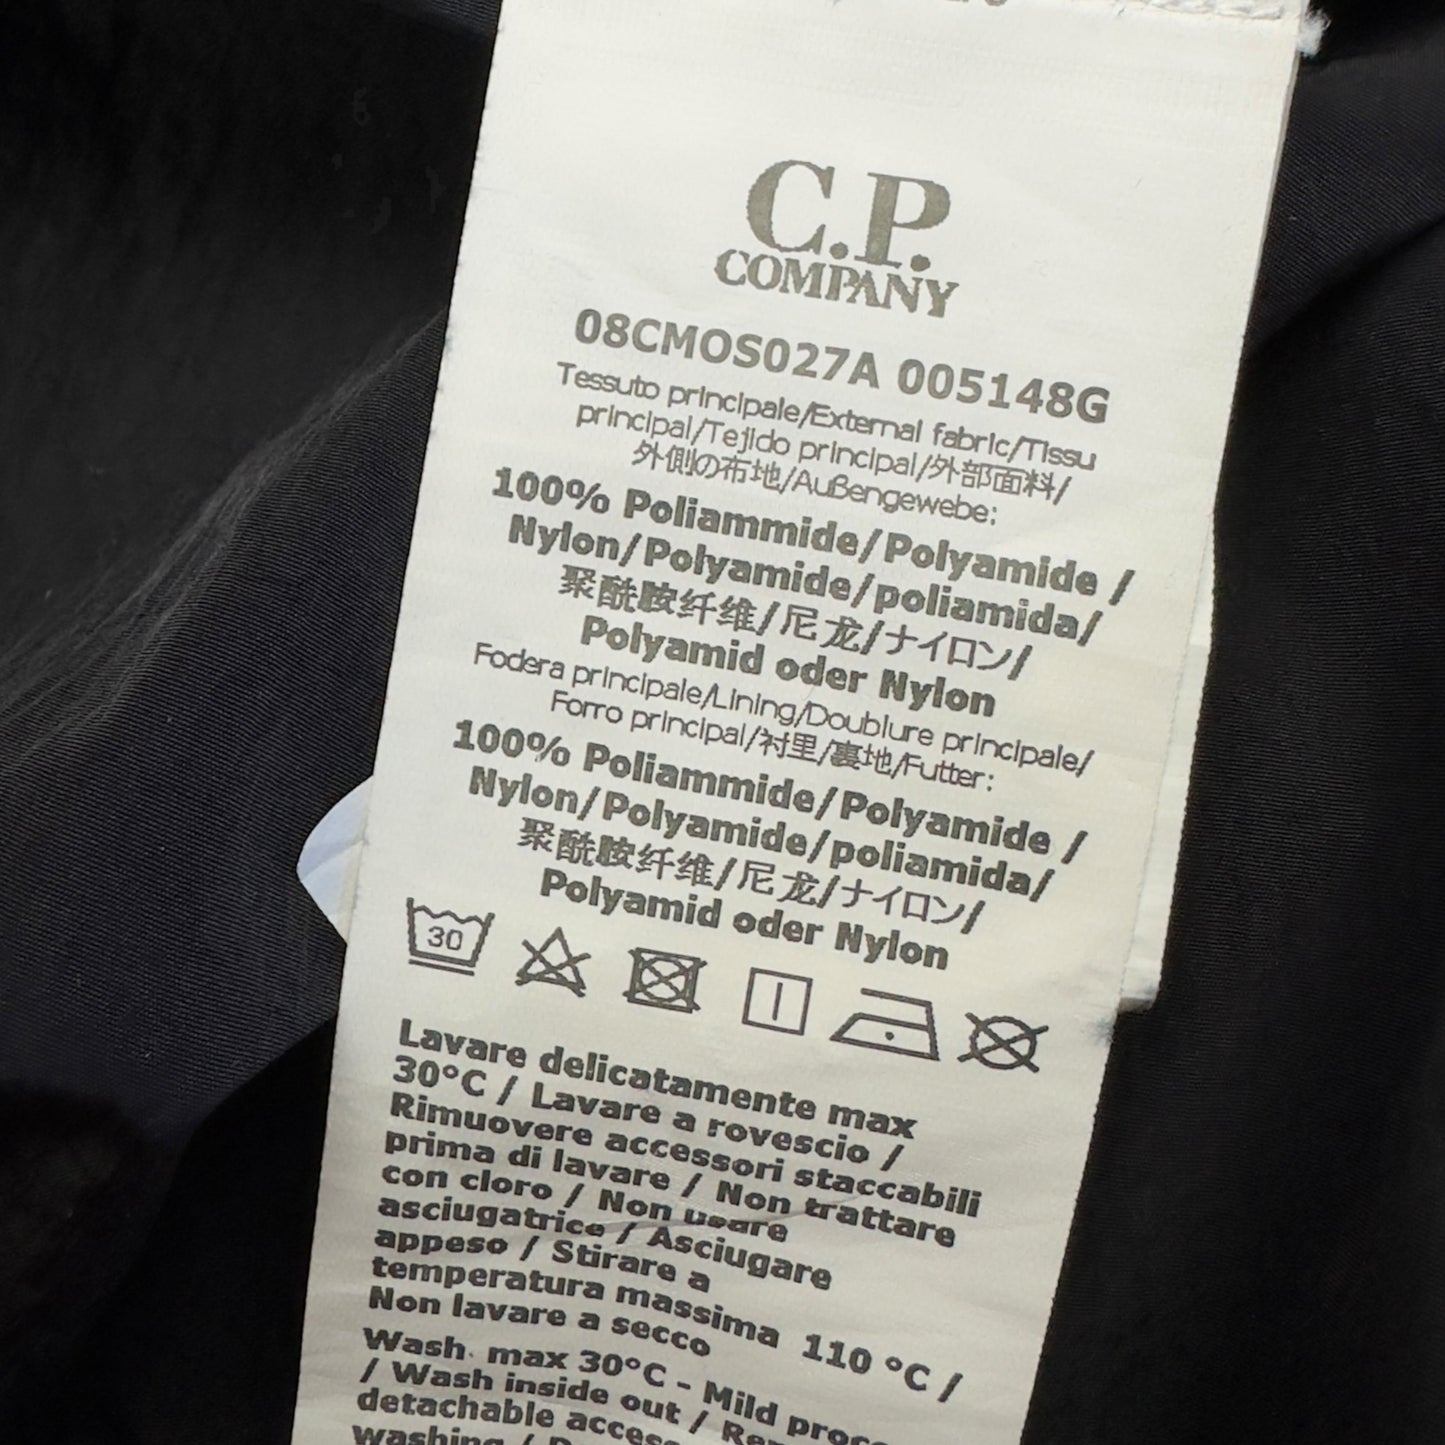 C.P.
COMPANY
08CMOS027A 005148G
Tessuto principale/External fabric/Tissu
principal/Tejido principal/外部面料/
外側の布地/Außengewebe:
100% Poliammide/Polyamide /
Nylon/Polyamide/poliamida/
聚酰胺纤维/尼龙/ナイロン/
Polyamid oder Nylon
Fodera principale/Lining/Doublure principale/
Forro principal/衬里/裏地/Futter:
100% Poliammide/Polyamide /
Nylon/Polyamide/poliamida/
聚酰胺纤维/尼龙/ナイロン/
Polyamid oder Nylon
30
Lavare delicatamente max
30°C / Lavare a rovescio /
Rimuovere accessori staccabili
prima di lavare / Non trattare
con cloro / Non usare
asciugatrice / Asciugare
appeso / Stirare a
temperatura massima 110 °C /
Non lavare a secco
Wash max 30°C - Mild
/ Wash inside out /
detachable
washing /